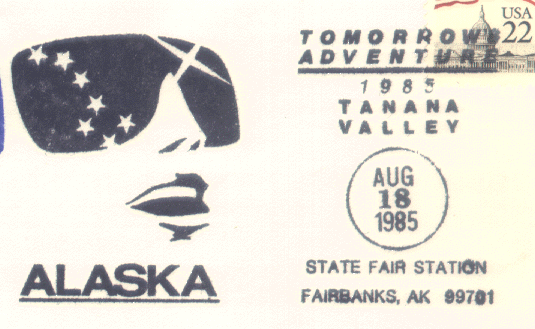 TOMORROWS
ADVENTURE
1985
TANANA
VALLEY
USA
22
AUG
18
1985
STATE FAIR STATION
FAIRBANKS, AK 99701
ALASKA